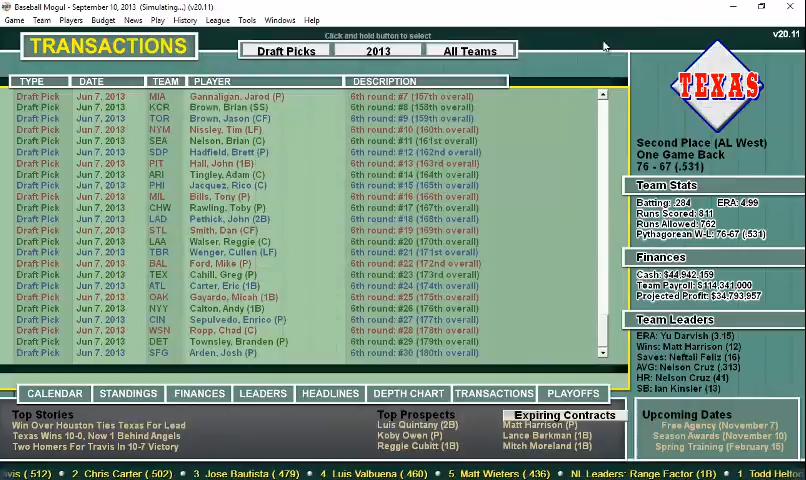 Baseball Mogul - September 10, 2013 (Simulating...) (v20.11)
Game Team Players Budget News Play History League Tools Windows Help
v20.11
TRANSACTIONS
Click and hold button to select
Draft Picks 2013 All Teams
TYPE DATE TEAM PLAYER DESCRIPTION
Draft Pick Jun 7, 2013 MIA Gannaligan, Jarod (P) 6th round: #7 (157th overall)
Draft Pick Jun 7, 2013 KCR Brown, Brian (SS) 6th round: #8 (158th overall)
Draft Pick Jun 7, 2013 TOR Brown, Jason (CF) 6th round: #9 (159th overall)
Draft Pick Jun 7, 2013 NYM Nissley, Tim (LF) 6th round: #10 (160th overall)
Draft Pick Jun 7, 2013 SEA Nelson, Chris (P) 6th round: #11 (161st overall)
Draft Pick Jun 7, 2013 SDP Hadfield, Brett (P) 6th round: #12 (162nd overall)
Draft Pick Jun 7, 2013 PIT Hall, John (1B) 6th round: #13 (163rd overall)
Draft Pick Jun 7, 2013 ARI Tingley, Adam (C) 6th round: #14 (164th overall)
Draft Pick Jun 7, 2013 PHI Jacquez, Rico (C) 6th round: #15 (165th overall)
Draft Pick Jun 7, 2013 MIL Bills, Tony (P) 6th round: #16 (166th overall)
Draft Pick Jun 7, 2013 CHW Rawling, Toby (P) 6th round: #17 (167th overall)
Draft Pick Jun 7, 2013 LAD Pethick, John (2B) 6th round: #18 (168th overall)
Draft Pick Jun 7, 2013 STL Smith, Dan (CF) 6th round: #19 (169th overall)
Draft Pick Jun 7, 2013 LAA Walser, Reggie (C) 6th round: #20 (170th overall)
Draft Pick Jun 7, 2013 TBR Wenger, Cullen (LF) 6th round: #21 (171st overall)
Draft Pick Jun 7, 2013 BAL Ford, Mike (P) 6th round: #22 (172nd overall)
Draft Pick Jun 7, 2013 TEX Cahill, Greg (P) 6th round: #23 (173rd overall)
Draft Pick Jun 7, 2013 ATL Carter, Eric (1B) 6th round: #24 (174th overall)
Draft Pick Jun 7, 2013 OAK Gayardo, Micah (1B) 6th round: #25 (175th overall)
Draft Pick Jun 7, 2013 NYY Calton, Andy (1B) 6th round: #26 (176th overall)
Draft Pick Jun 7, 2013 CIN Sepulvedo, Enrico (P) 6th round: #27 (177th overall)
Draft Pick Jun 7, 2013 WSN Ropp, Chad (C) 6th round: #28 (178th overall)
Draft Pick Jun 7, 2013 DET Townsley, Branden (P) 6th round: #29 (179th overall)
Draft Pick Jun 7, 2013 SFG Arden, Josh (P) 6th round: #30 (180th overall)
TEXAS
Second Place (AL West)
One Game Back
76 - 67 (.531)
Team Stats
Batting: .284 ERA: 4.99
Runs Scored: 811
Runs Allowed: 762
Pythagorean W-L: 76-67 (.531)
Finances
Cash: $44,942,159
Team Payroll: $114,341,000
Projected Profit: $34,793,957
Team Leaders
ERA: Yu Darvish (3.15)
Wins: Matt Harrison (12)
Saves: Neftali Feliz (16)
AVG: Nelson Cruz (.313)
HR: Nelson Cruz (41)
SB: Ian Kinsler (13)
CALENDAR STANDINGS FINANCES LEADERS HEADLINES DEPTH CHART TRANSACTIONS PLAYOFFS
Top Stories
Win Over Houston Ties Texas For Lead
Texas Wins 10-0, Now 1 Behind Angels
Two Homers For Travis In 10-7 Victory
Top Prospects
Luis Quintany (2B)
Koby Owen (P)
Reggie Cubitt (1B)
Expiring Contracts
Matt Harrison (P)
Lance Berkman (1B)
Mitch Moreland (1B)
Upcoming Dates
Free Agency (November 7)
Season Awards (November 10)
Spring Training (February 15)
avis (.512) 2 Chris Carter (.502) 3 Jose Bautista (.479) 4 Luis Valbuena (.460) 5 Matt Wieters (.436) NL Leaders: Range Factor (1B) 1 Todd Helto